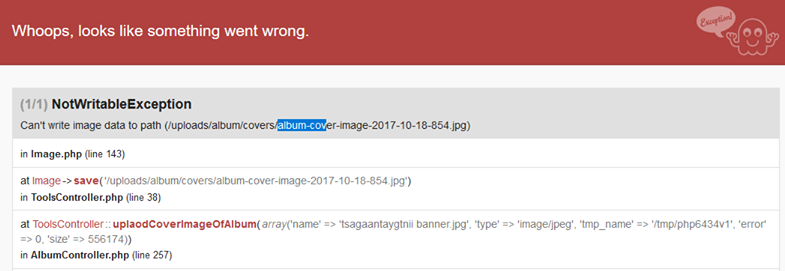 Whoops, looks like something went wrong.
Exception!
(1/1) NotWritableException
Can't write image data to path (/uploads/album/covers/album-cover-image-2017-10-18-854.jpg)
in Image.php (line 143)
at Image->save('/uploads/album/covers/album-cover-image-2017-10-18-854.jpg')
in ToolsController.php (line 38)
at ToolsController::uplaodCoverImageOfAlbum(array('name' => 'tsagaantaygtnii banner.jpg', 'type' => 'image/jpeg', 'tmp_name' => '/tmp/php6434v1', 'error'
=> 0, 'size' => 556174))
in AlbumController.php (line 257)